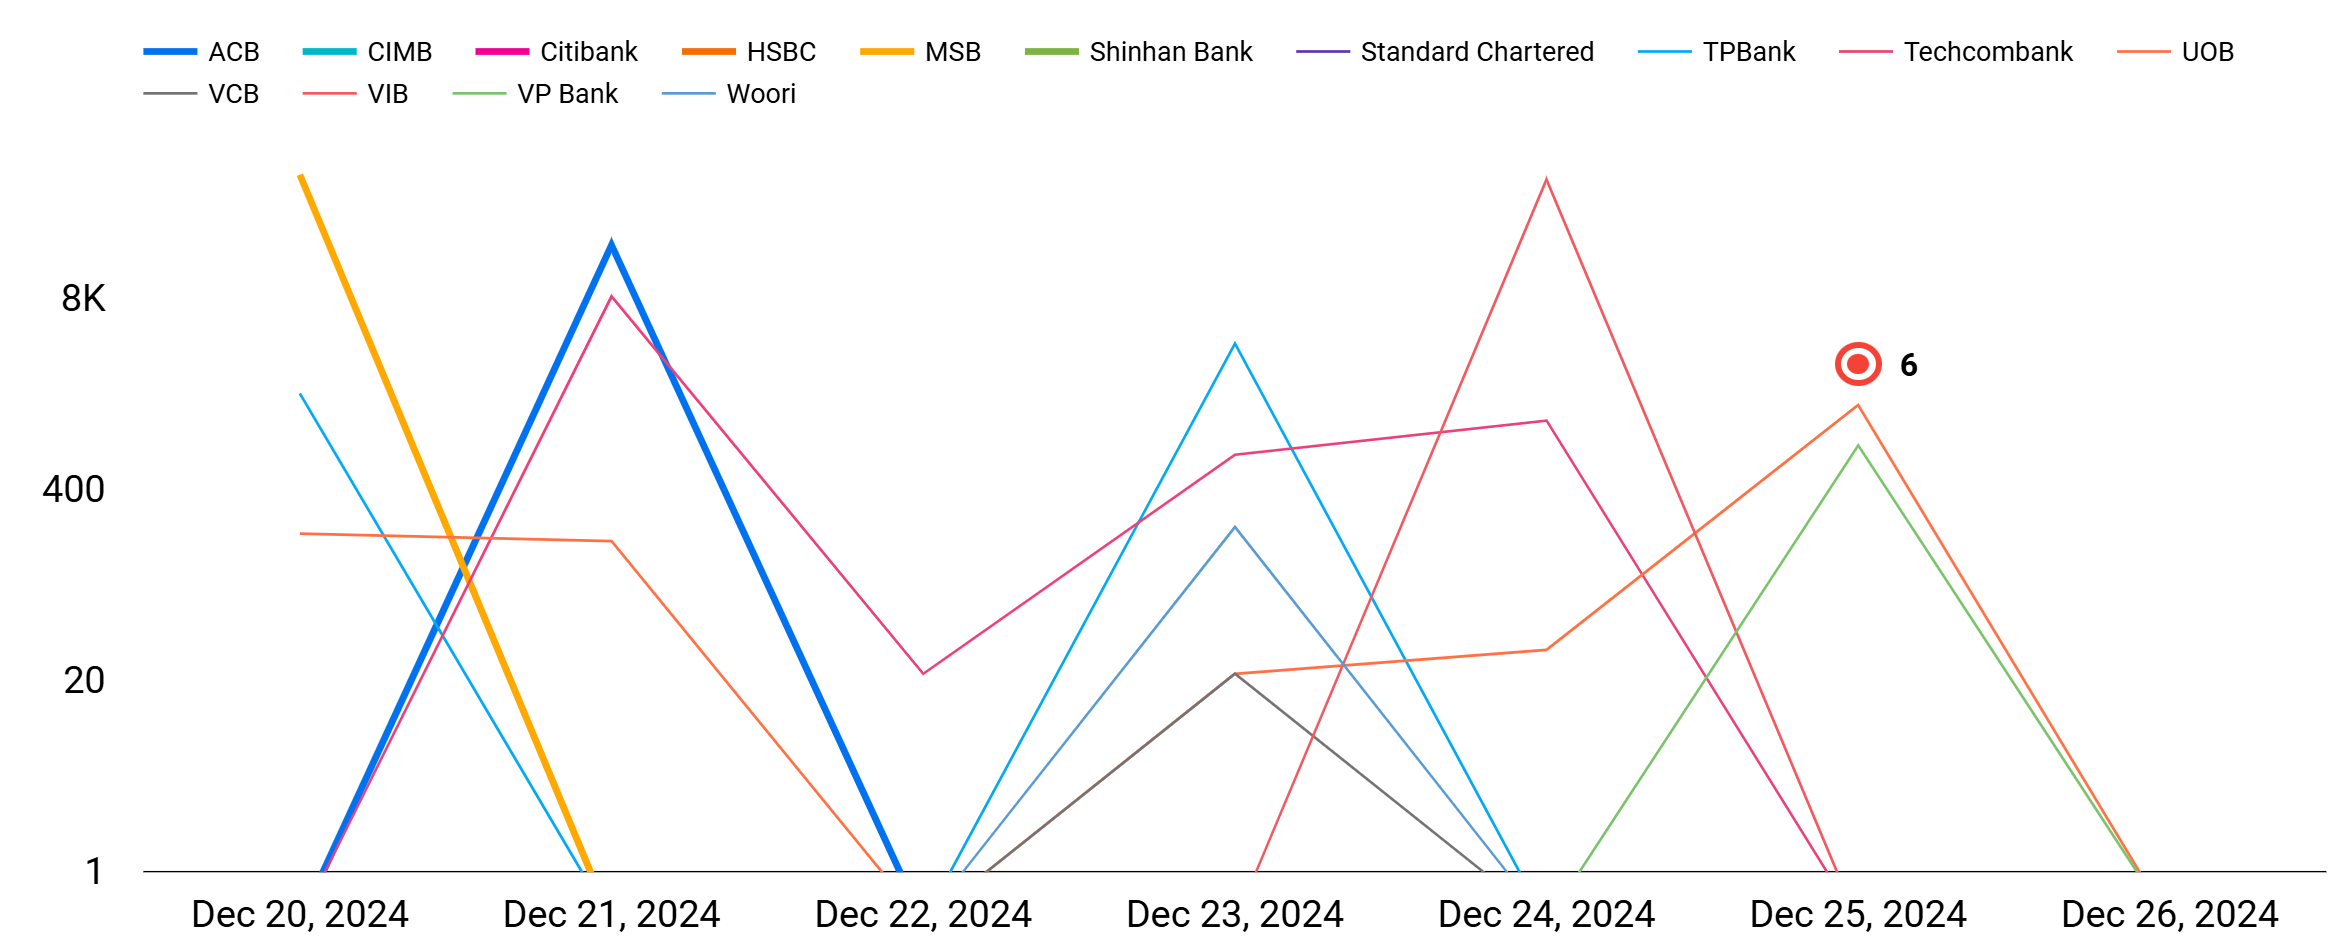 ACB CIMB Citibank HSBC MSB Shinhan Bank Standard Chartered TPBank Techcombank UOB
VCB VIB VP Bank Woori
8K
6
400
20
1
Dec 20, 2024 Dec 21, 2024 Dec 22, 2024 Dec 23, 2024 Dec 24, 2024 Dec 25, 2024 Dec 26, 2024